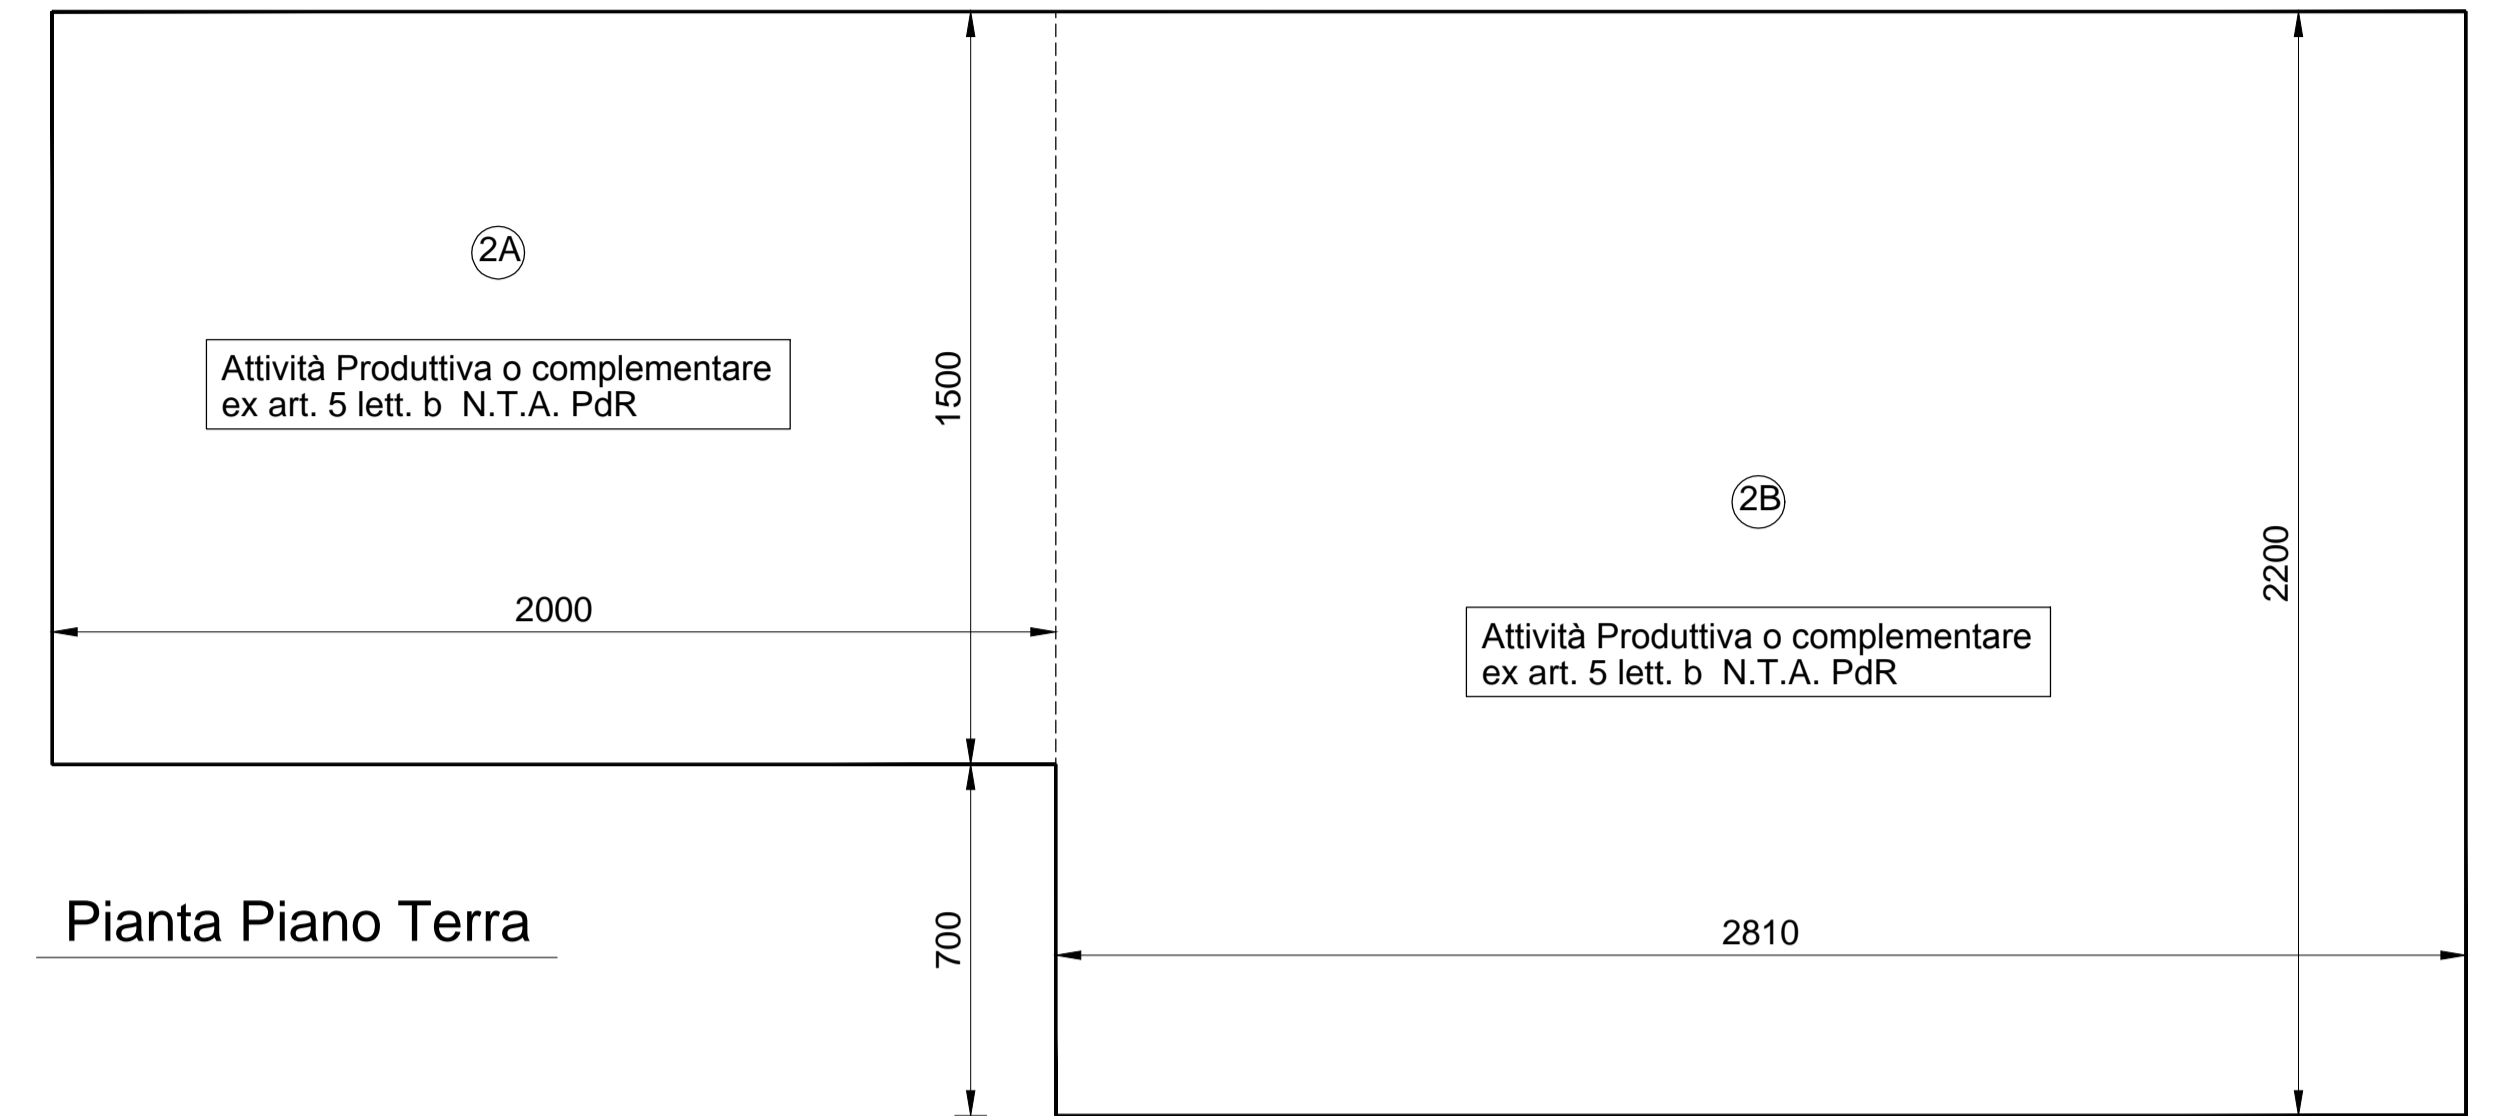 2A
Attività Produttiva o complementare
ex art. 5 lett. b N.T.A. PdR
1500
2000
2B
Attività Produttiva o complementare
ex art. 5 lett. b N.T.A. PdR
2200
Pianta Piano Terra
700
2810